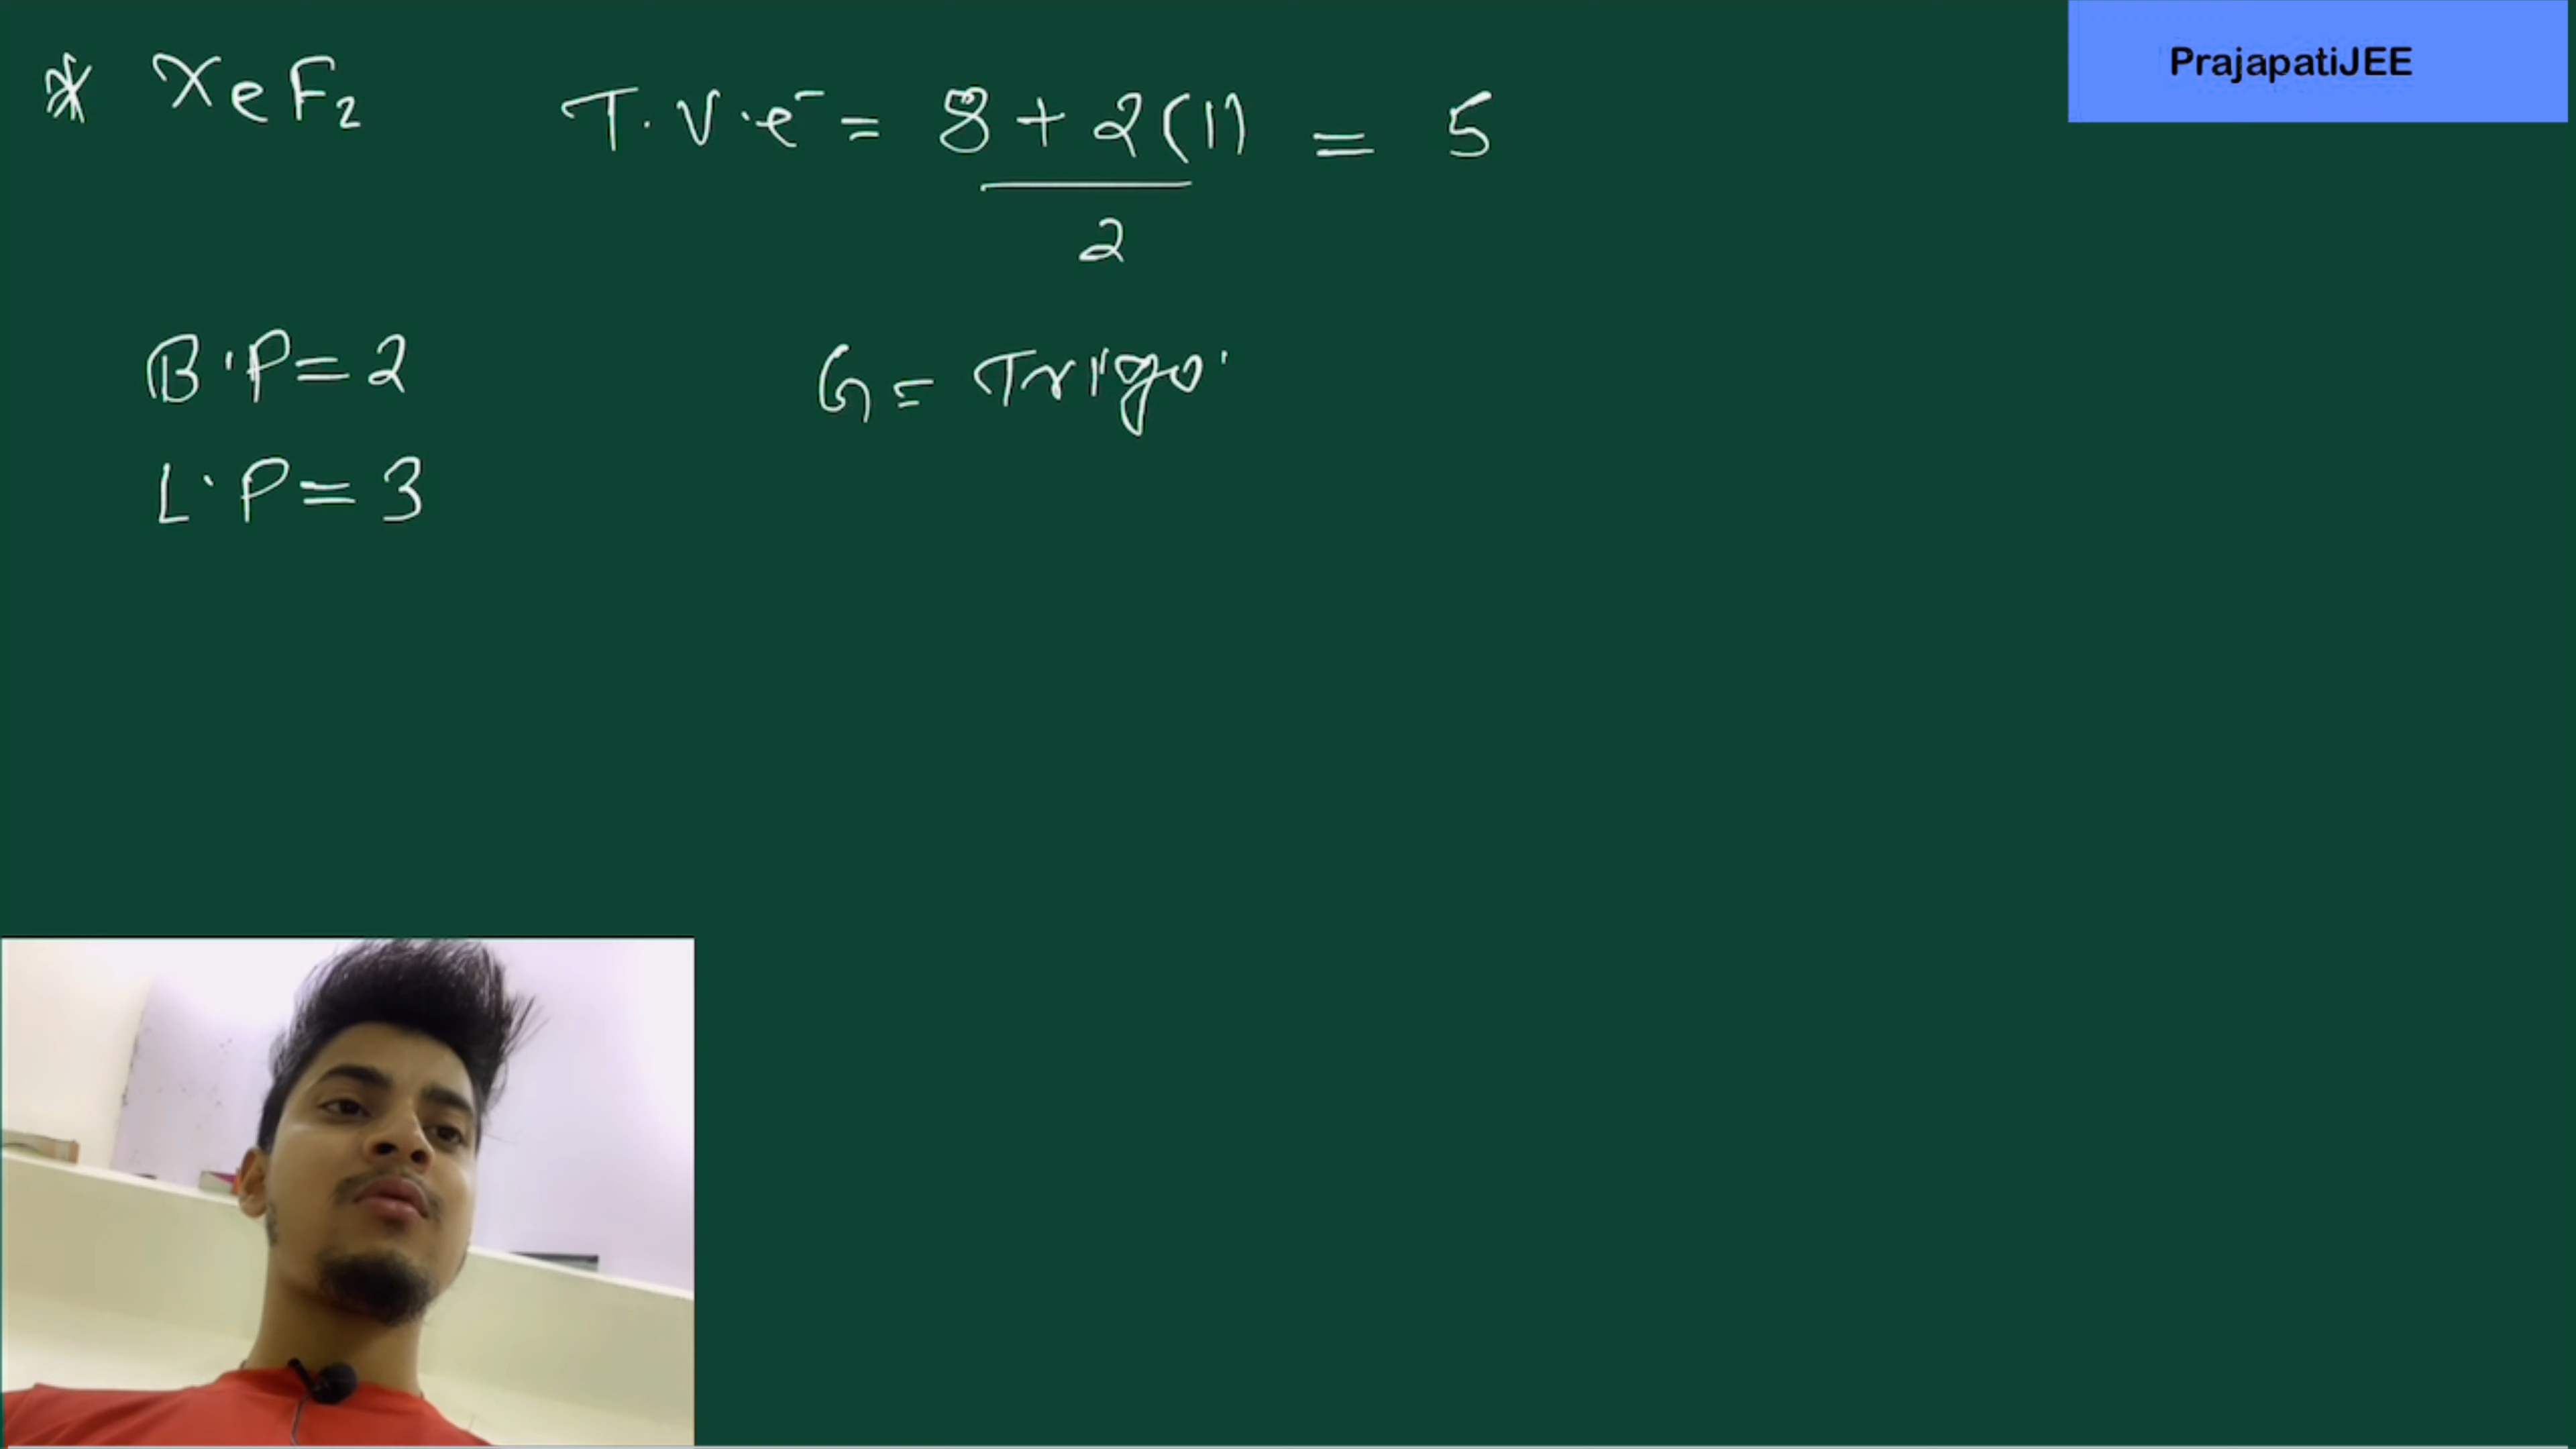 * XeF₂ T.V.e⁻ = 8 + 2(1) = 5 PrajapatiJEE
2
B.P = 2 G = Trigo.
L.P = 3